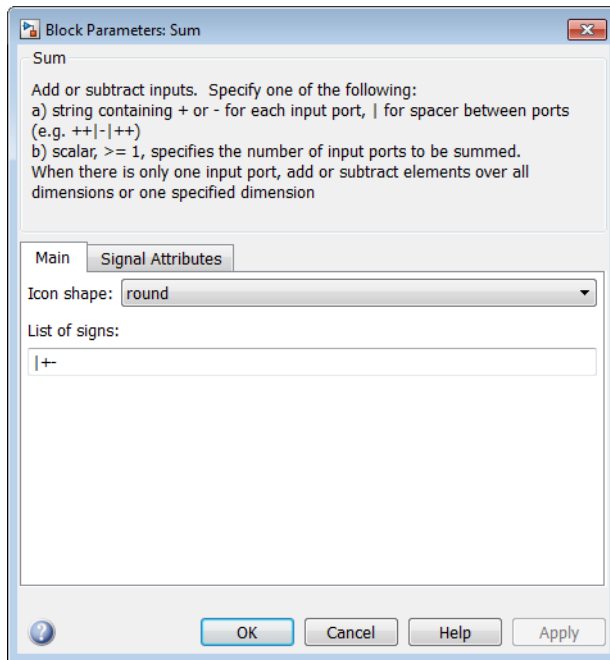 Block Parameters: Sum
Sum
Add or subtract inputs.  Specify one of the following:
a) string containing + or - for each input port, | for spacer between ports
(e.g. ++|-|++)
b) scalar, >= 1, specifies the number of input ports to be summed.
When there is only one input port, add or subtract elements over all
dimensions or one specified dimension
Main Signal Attributes
Icon shape: round
List of signs:
|+-
OK Cancel Help Apply